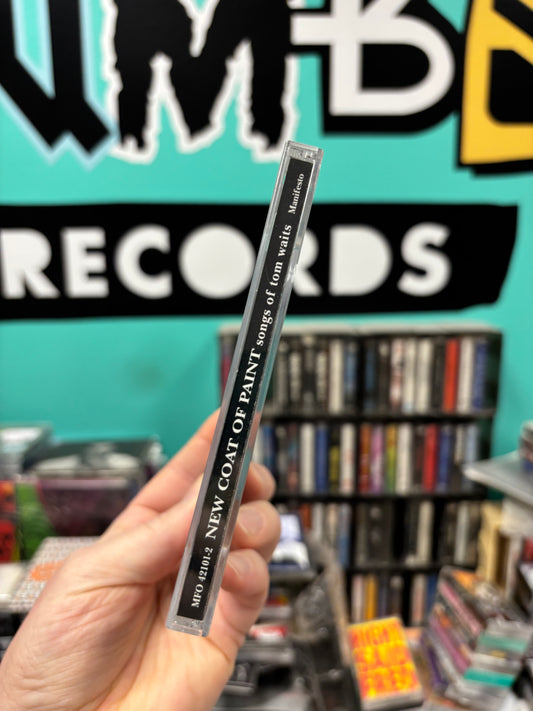 RECORDS
MFO 42101-2 NEW COAT OF PAINT songs of tom waits Manifesto